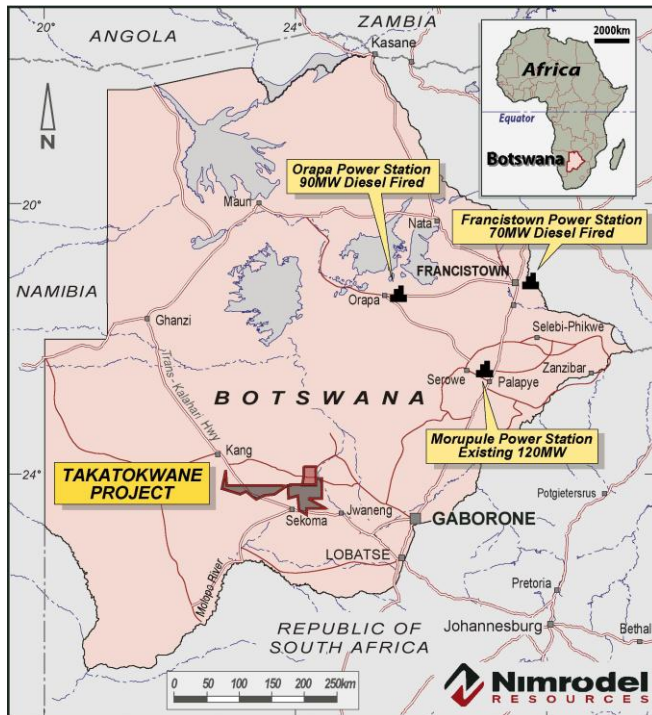 20
24
ANGOLA
ZAMBIA
Kasane
2000km
Africa
Equator
Botswana
N
Orapa Power Station
90MW Diesel Fired
Maun
20
Nata
Francistown Power Station
70MW Diesel Fired
FRANCISTOWN
NAMIBIA
Orapa
Ghanzi
Selebi-Phikwe
Trans-Kalahari Hwy
Serowe
Zanzibar
Palapye
BOTSWANA
Morupule Power Station
Existing 120MW
Kang
24
TAKATOKWANE
PROJECT
Potgietersrus
Sekoma
Jwaneng
GABORONE
LOBATSE
Molopo River
Pretoria
REPUBLIC OF
SOUTH AFRICA
Johannesburg
Bethal
0 50 100 150 200 250km
Nimrodel
RESOURCES